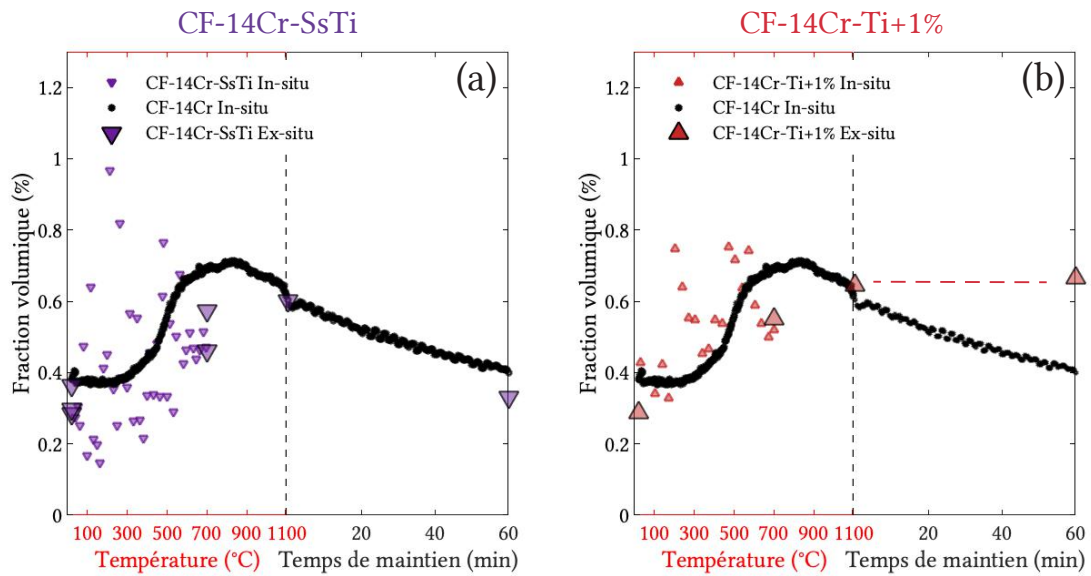 CF-14Cr-SsTi
CF-14Cr-Ti+1%
(a)
CF-14Cr-SsTi In-situ
CF-14Cr In-situ
CF-14Cr-SsTi Ex-situ
Fraction volumique (%)
1.2
1
0.8
0.6
0.4
0.2
0
100 300 500 700 900 1100 20 40 60
Température (°C) Temps de maintien (min)
(b)
CF-14Cr-Ti+1% In-situ
CF-14Cr In-situ
CF-14Cr-Ti+1% Ex-situ
Fraction volumique (%)
1.2
1
0.8
0.6
0.4
0.2
0
100 300 500 700 900 1100 20 40 60
Température (°C) Temps de maintien (min)